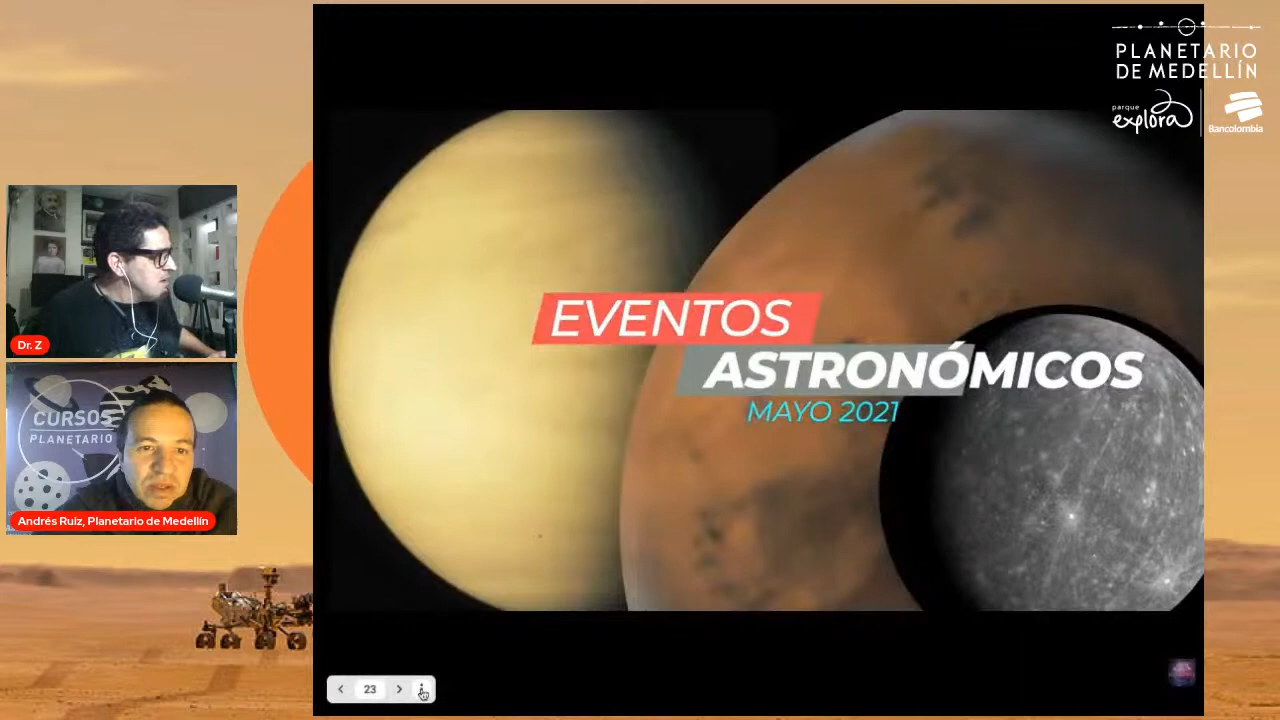 PLANETARIO
DE MEDELLÍN
parque
explora
Bancolombia
EVENTOS
ASTRONÓMICOS
MAYO 2021
Dr. Z
CURSOS
PLANETARIO
Andrés Ruiz, Planetario de Medellín
23